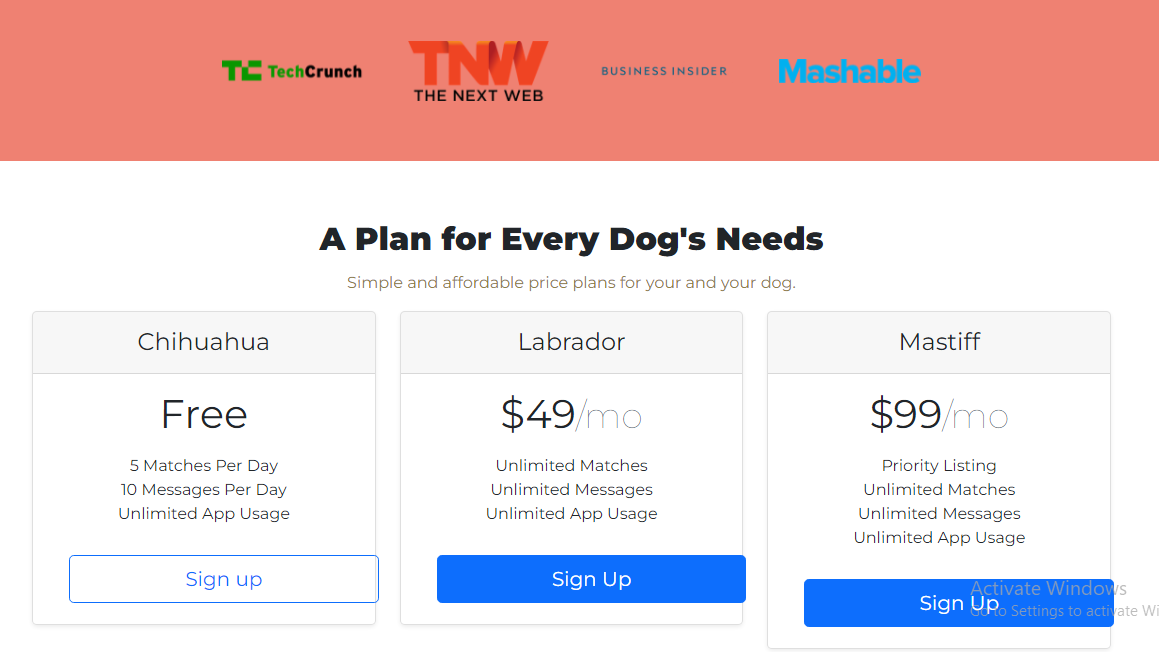 TC TechCrunch
TNW
THE NEXT WEB
BUSINESS INSIDER
Mashable
A Plan for Every Dog's Needs
Simple and affordable price plans for your and your dog.
Chihuahua
Free
5 Matches Per Day
10 Messages Per Day
Unlimited App Usage
Sign up
Labrador
$49/mo
Unlimited Matches
Unlimited Messages
Unlimited App Usage
Sign Up
Mastiff
$99/mo
Priority Listing
Unlimited Matches
Unlimited Messages
Unlimited App Usage
Sign Up
Activate Windows
Go to Settings to activate Wi